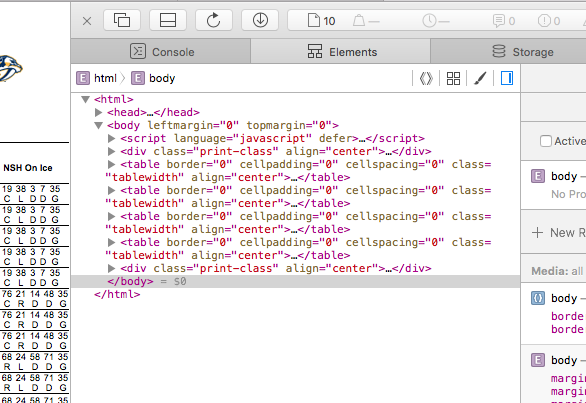 10
—
—
0
0
Console
Elements
Storage
E html
E body
NSH On Ice
19 38 3 7 35
C L D D G
19 38 3 7 35
C L D D G
19 38 3 7 35
C L D D G
19 38 3 7 35
C L D D G
19 38 3 7 35
C L D D G
76 21 14 48 35
C R D D G
76 21 14 48 35
C R D D G
76 21 14 48 35
C R D D G
68 24 58 71 35
R L D D G
68 24 58 71 35
R L D D G
68 24 58 71 35
<html>
<head>…</head>
<body leftmargin="0" topmargin="0">
<script language="javascript" defer>…</script>
<div class="print-class" align="center">…</div>
<table border="0" cellpadding="0" cellspacing="0" class=
"tablewidth" align="center">…</table>
<table border="0" cellpadding="0" cellspacing="0" class=
"tablewidth" align="center">…</table>
<table border="0" cellpadding="0" cellspacing="0" class=
"tablewidth" align="center">…</table>
<table border="0" cellpadding="0" cellspacing="0" class=
"tablewidth" align="center">…</table>
<div class="print-class" align="center">…</div>
</body> = $0
</html>
Active
E body —
No Pro
+ New R
Media: all
{} body —
borde
borde
E body —
margin
margi
margi